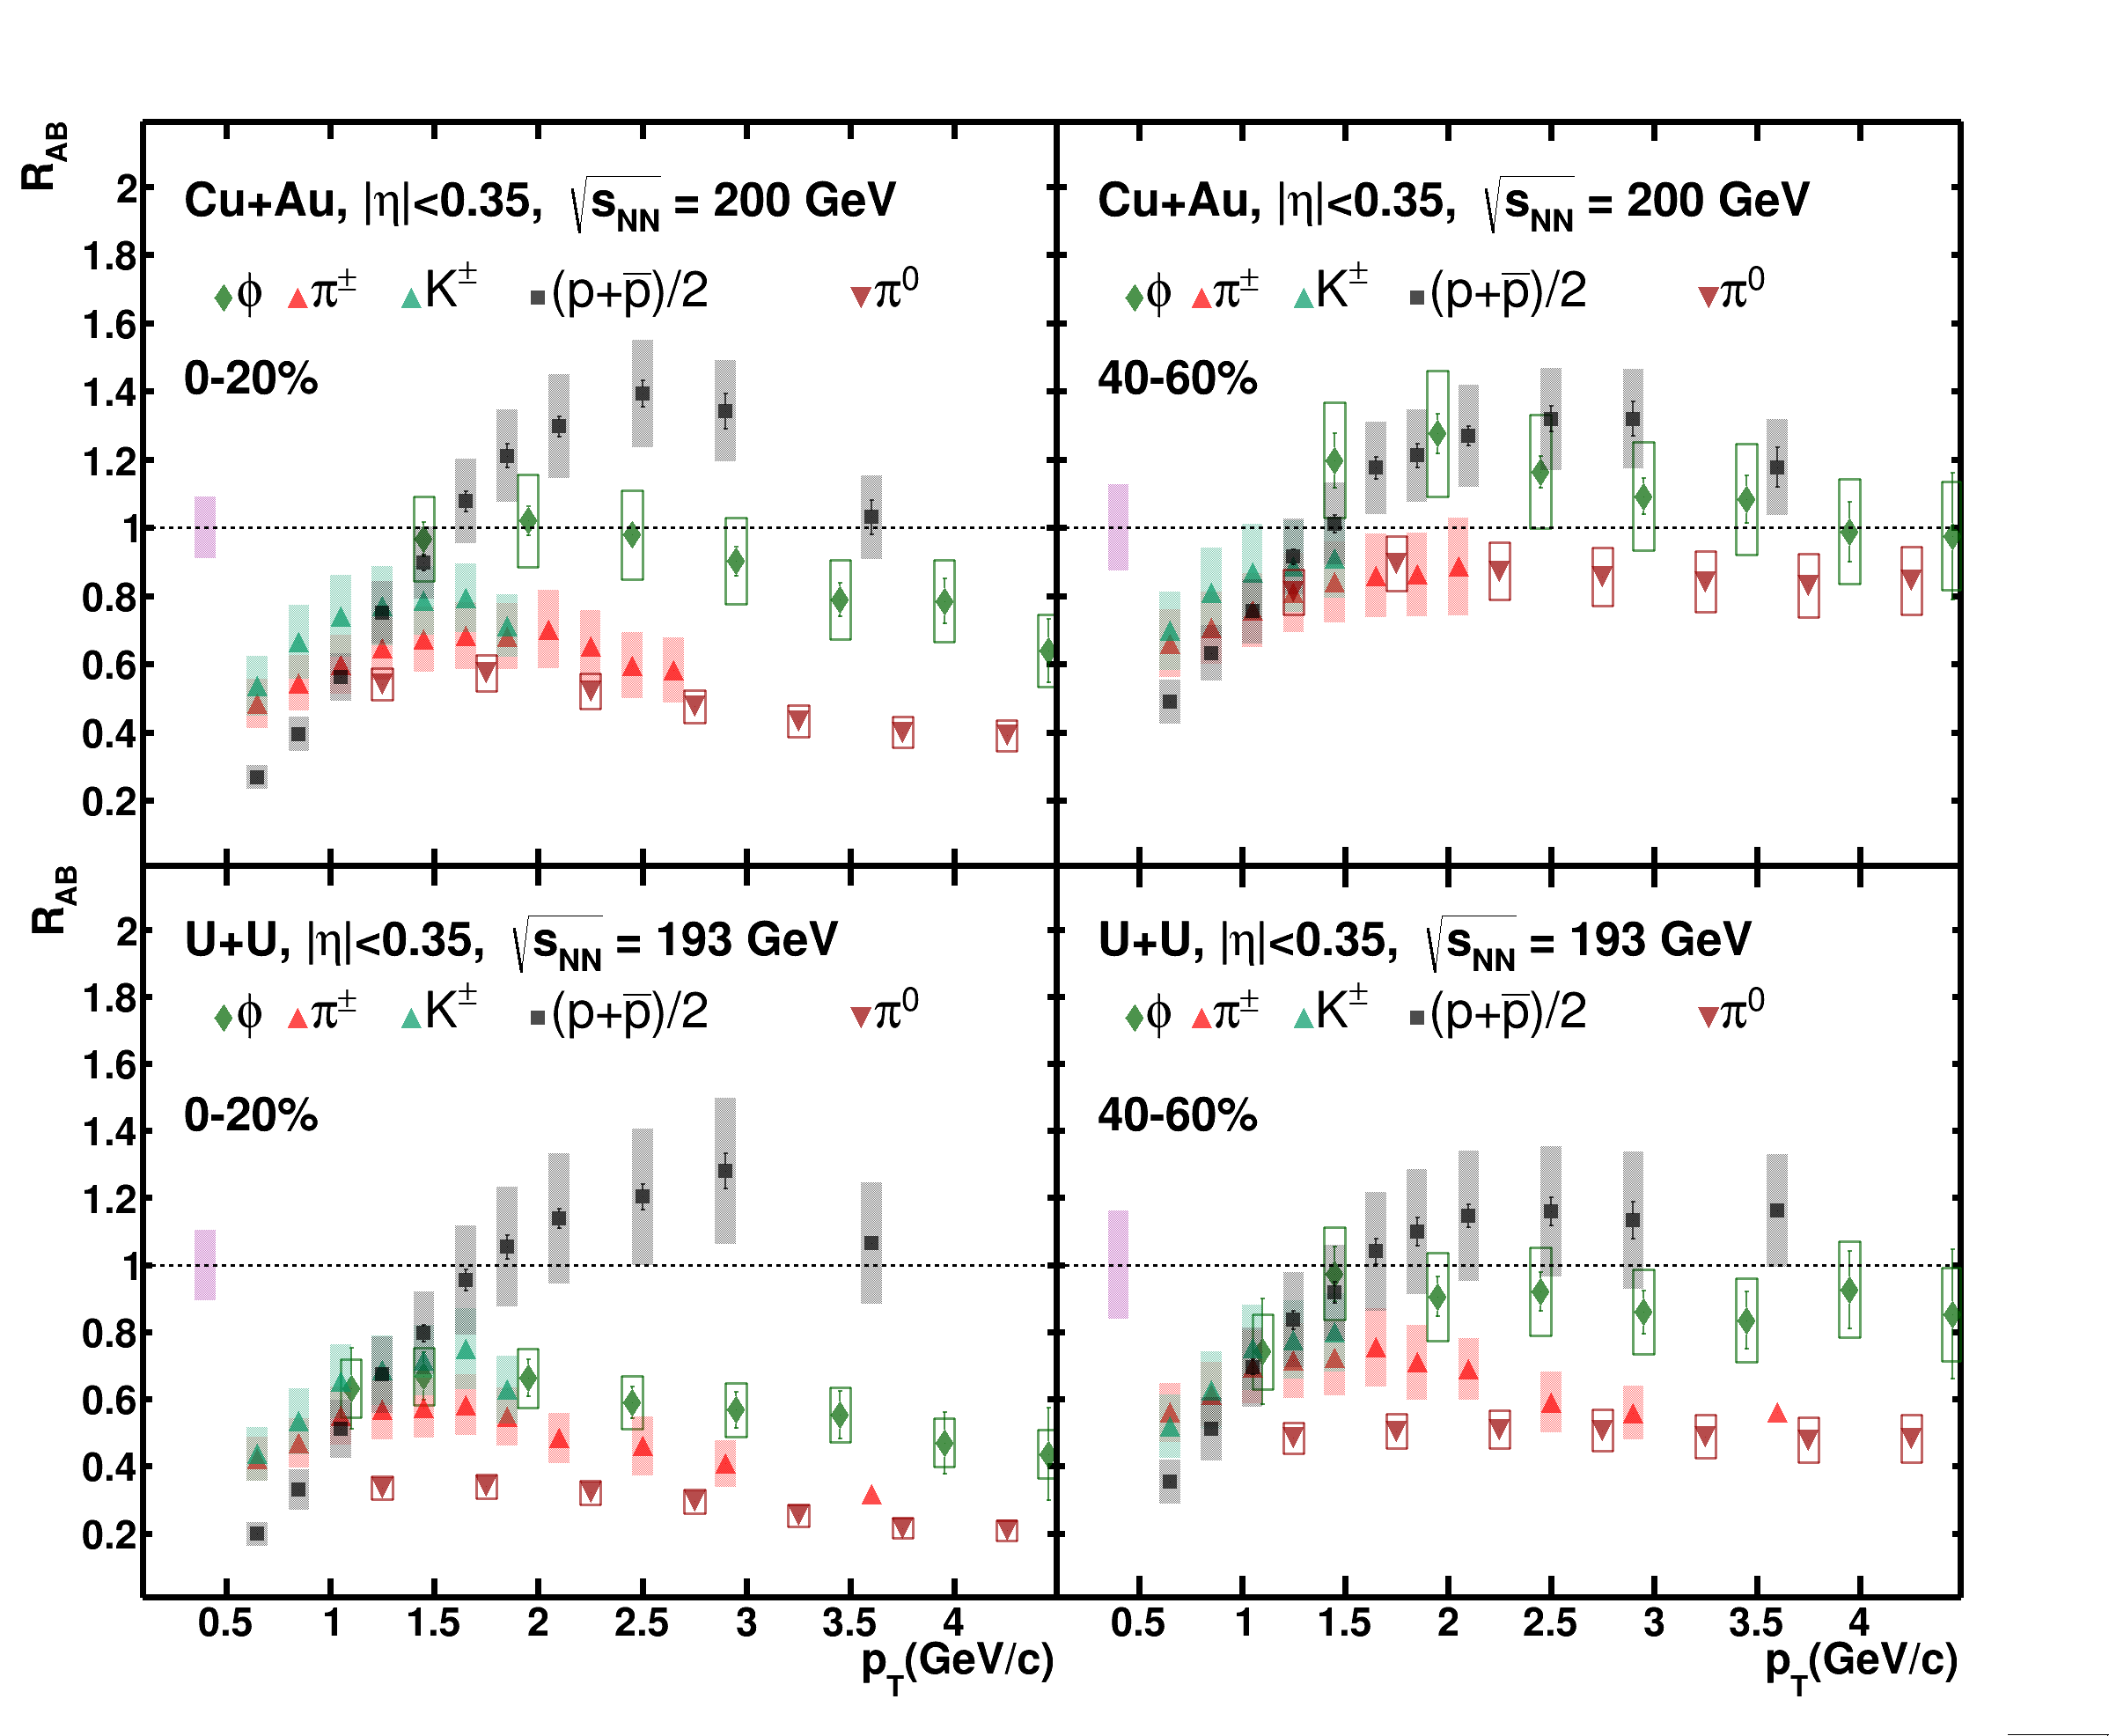 R_AB
Cu+Au, |η|<0.35, √s_NN = 200 GeV
ϕ π± K± (p+p̅)/2 π⁰
0-20%
2
1.8
1.6
1.4
1.2
1
0.8
0.6
0.4
0.2
Cu+Au, |η|<0.35, √s_NN = 200 GeV
ϕ π± K± (p+p̅)/2 π⁰
40-60%
R_AB
U+U, |η|<0.35, √s_NN = 193 GeV
ϕ π± K± (p+p̅)/2 π⁰
0-20%
2
1.8
1.6
1.4
1.2
1
0.8
0.6
0.4
0.2
0.5 1 1.5 2 2.5 3 3.5 4
p_T(GeV/c)
U+U, |η|<0.35, √s_NN = 193 GeV
ϕ π± K± (p+p̅)/2 π⁰
40-60%
0.5 1 1.5 2 2.5 3 3.5 4
p_T(GeV/c)